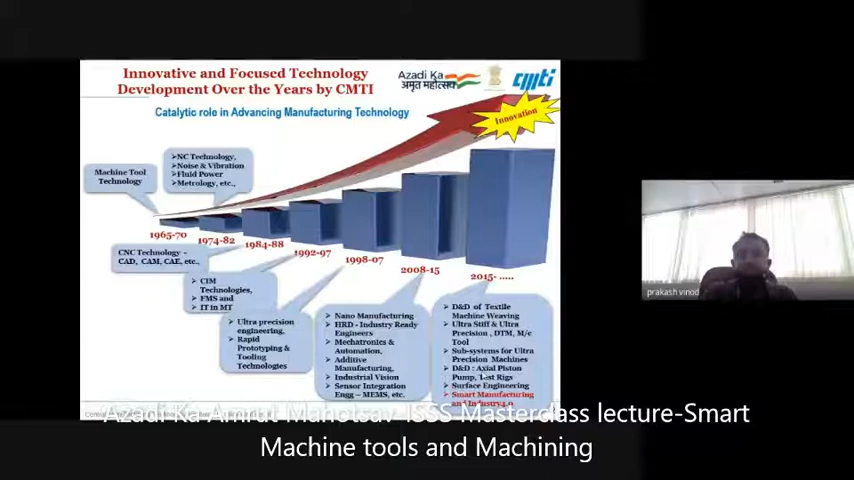 Innovative and Focused Technology
Development Over the Years by CMTI
Azadi Ka
अमृत महोत्सव
cmti
Catalytic role in Advancing Manufacturing Technology
Innovation
Machine Tool
Technology
NC Technology,
Noise & Vibration
Fluid Power
Metrology, etc.,
1965-70
1974-82
1984-88
1992-97
1998-07
2008-15
2015- .....
CNC Technology -
CAD, CAM, CAE, etc.,
CIM
Technologies,
FMS and
IT in MT
Ultra precision
engineering,
Rapid
Prototyping &
Tooling
Technologies
Nano Manufacturing
HRD - Industry Ready
Engineers
Mechatronics &
Automation,
Additive
Manufacturing,
Industrial Vision
Sensor Integration
Engg – MEMS, etc.
D&D of Textile
Machine Weaving
Ultra Stiff & Ultra
Precision , DTM, M/c
Tool
Sub-systems for Ultra
Precision Machines
D&D : Axial Piston
Pump, Test Rigs
Surface Engineering
Smart Manufacturing
and Industry4.0
prakash vinod
Azadi Ka Amrut Mahotsav-ISSS Masterclass lecture-Smart
Machine tools and Machining